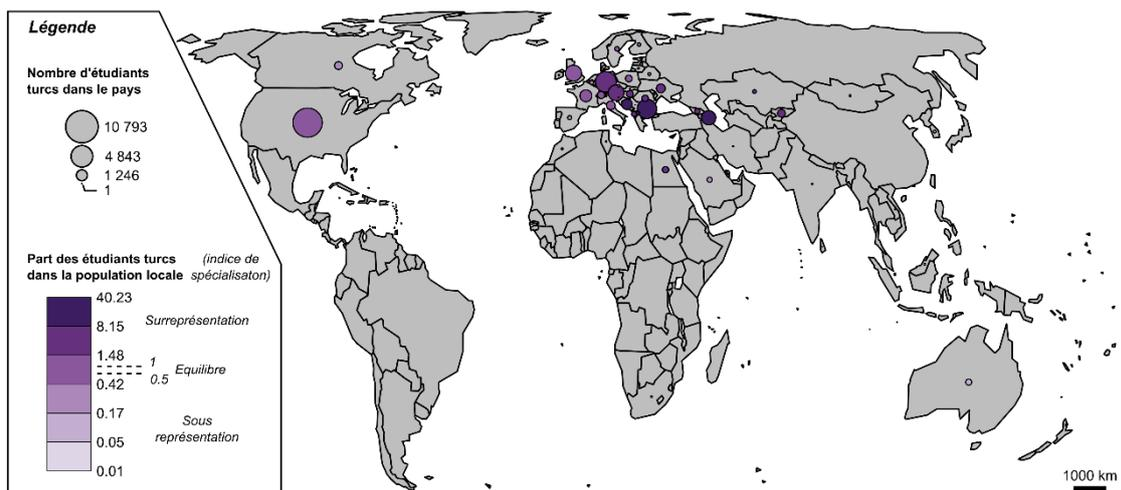 Légende
Nombre d'étudiants
turcs dans le pays
10 793
4 843
1 246
1
Part des étudiants turcs (indice de
dans la population locale spécialisaton)
40.23
8.15
Surreprésentation
1.48
1
0.5
Equilibre
0.42
0.17
Sous
représentation
0.05
0.01
1000 km